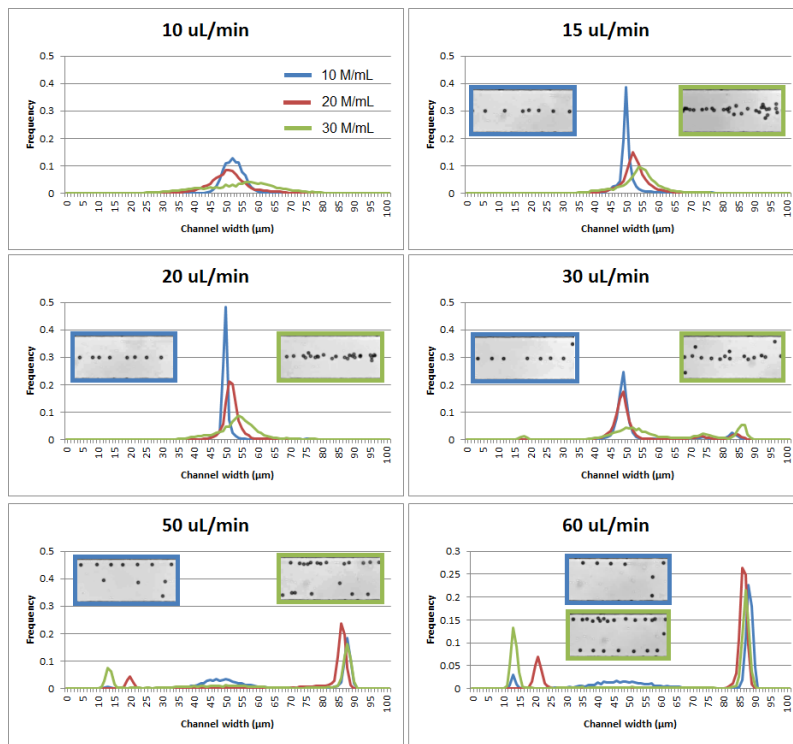 10 uL/min
0.5
0.4
0.3
0.2
0.1
0
Frequency
10 M/mL
20 M/mL
30 M/mL
0 5 10 15 20 25 30 35 40 45 50 55 60 65 70 75 80 85 90 95 100
Channel width (µm)
15 uL/min
0.5
0.4
0.3
0.2
0.1
0
Frequency
0 5 10 15 20 25 30 35 40 45 50 55 60 65 70 75 80 85 90 95 100
Channel width (µm)
20 uL/min
0.5
0.4
0.3
0.2
0.1
0
Frequency
0 5 10 15 20 25 30 35 40 45 50 55 60 65 70 75 80 85 90 95 100
Channel width (µm)
30 uL/min
0.5
0.4
0.3
0.2
0.1
0
Frequency
0 5 10 15 20 25 30 35 40 45 50 55 60 65 70 75 80 85 90 95 100
Channel width (µm)
50 uL/min
0.5
0.4
0.3
0.2
0.1
0
Frequency
0 5 10 15 20 25 30 35 40 45 50 55 60 65 70 75 80 85 90 95 100
Channel width (µm)
60 uL/min
0.3
0.25
0.2
0.15
0.1
0.05
0
Frequency
0 5 10 15 20 25 30 35 40 45 50 55 60 65 70 75 80 85 90 95 100
Channel width (µm)